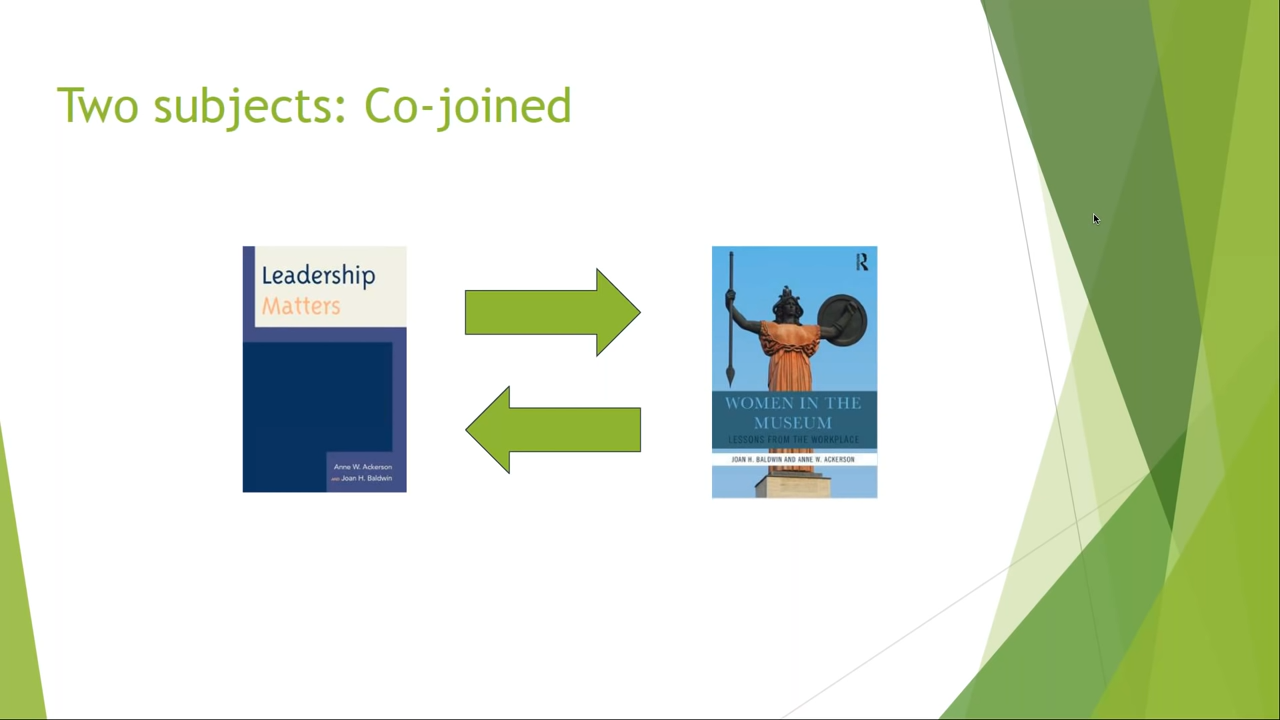 Two subjects: Co-joined
Leadership
Matters
Anne W. Ackerson
and Joan H. Baldwin
R
WOMEN IN THE
MUSEUM
LESSONS FROM THE WORKPLACE
JOAN H. BALDWIN AND ANNE W. ACKERSON